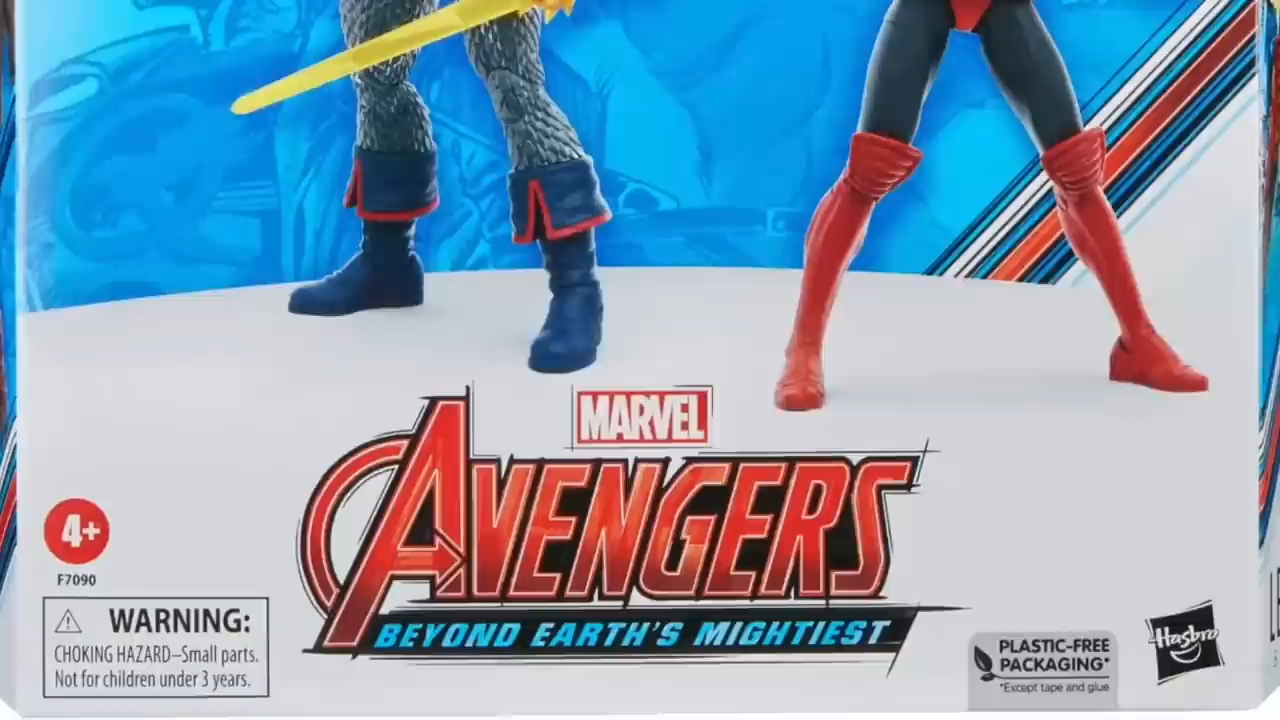 MARVEL
AVENGERS
BEYOND EARTH'S MIGHTIEST
4+
F7090
⚠ WARNING:
CHOKING HAZARD–Small parts.
Not for children under 3 years.
PLASTIC-FREE
PACKAGING*
*Except tape and glue
Hasbro